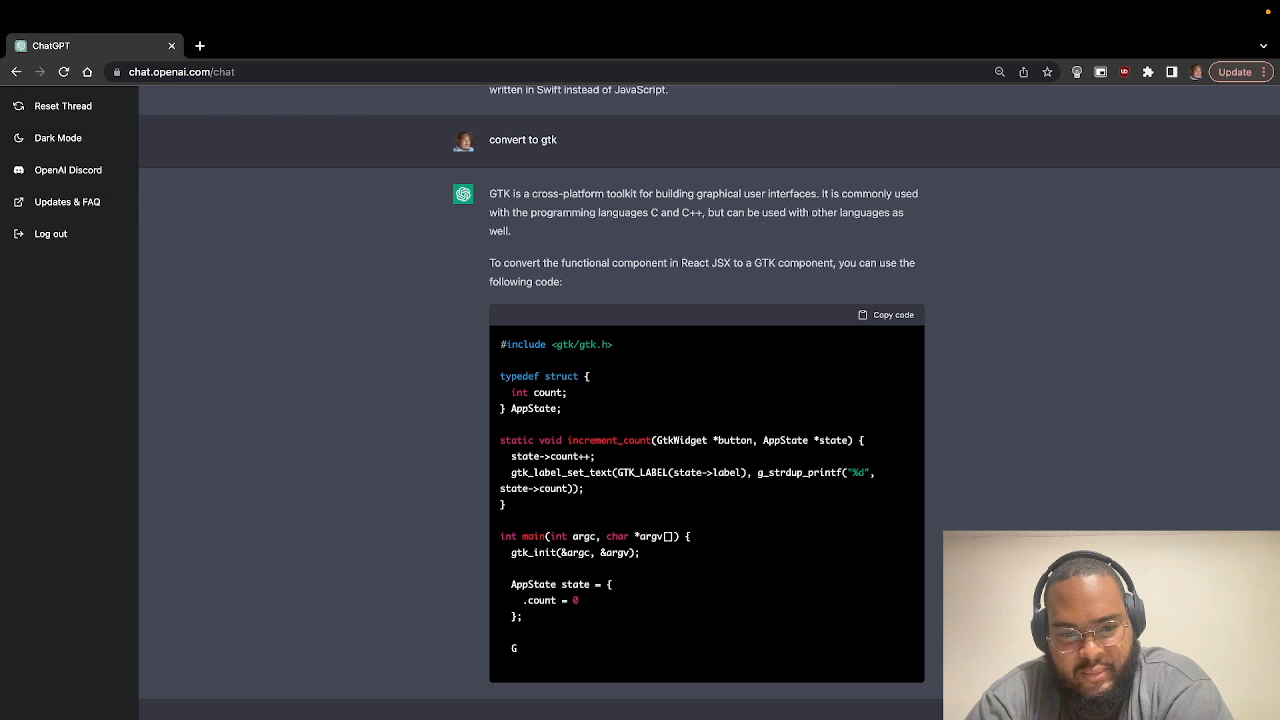 ChatGPT
chat.openai.com/chat
Update
written in Swift instead of JavaScript.
Reset Thread
Dark Mode
OpenAI Discord
Updates & FAQ
Log out
convert to gtk
GTK is a cross-platform toolkit for building graphical user interfaces. It is commonly used
with the programming languages C and C++, but can be used with other languages as
well.
To convert the functional component in React JSX to a GTK component, you can use the
following code:
Copy code
#include <gtk/gtk.h>
typedef struct {
int count;
} AppState;
static void increment_count(GtkWidget *button, AppState *state) {
state->count++;
gtk_label_set_text(GTK_LABEL(state->label), g_strdup_printf("%d",
state->count));
}
int main(int argc, char *argv[]) {
gtk_init(&argc, &argv);
AppState state = {
.count = 0
};
G